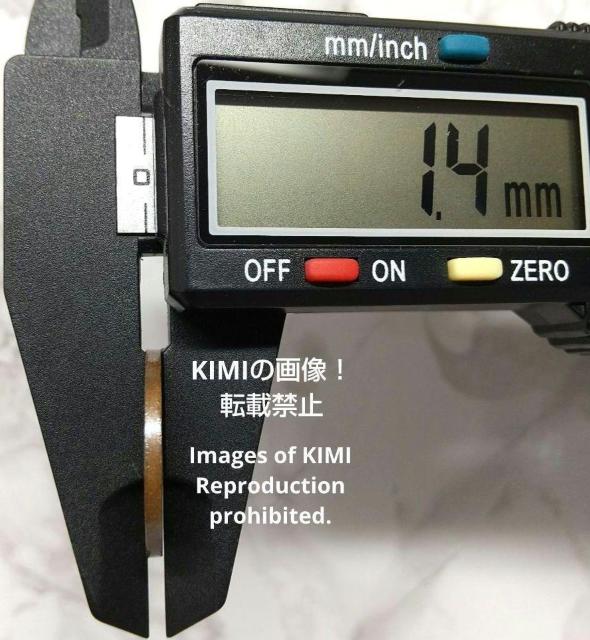 mm/inch
1.4 mm
0
OFF ON ZERO
KIMIの画像！
転載禁止
Images of KIMI
Reproduction
prohibited.